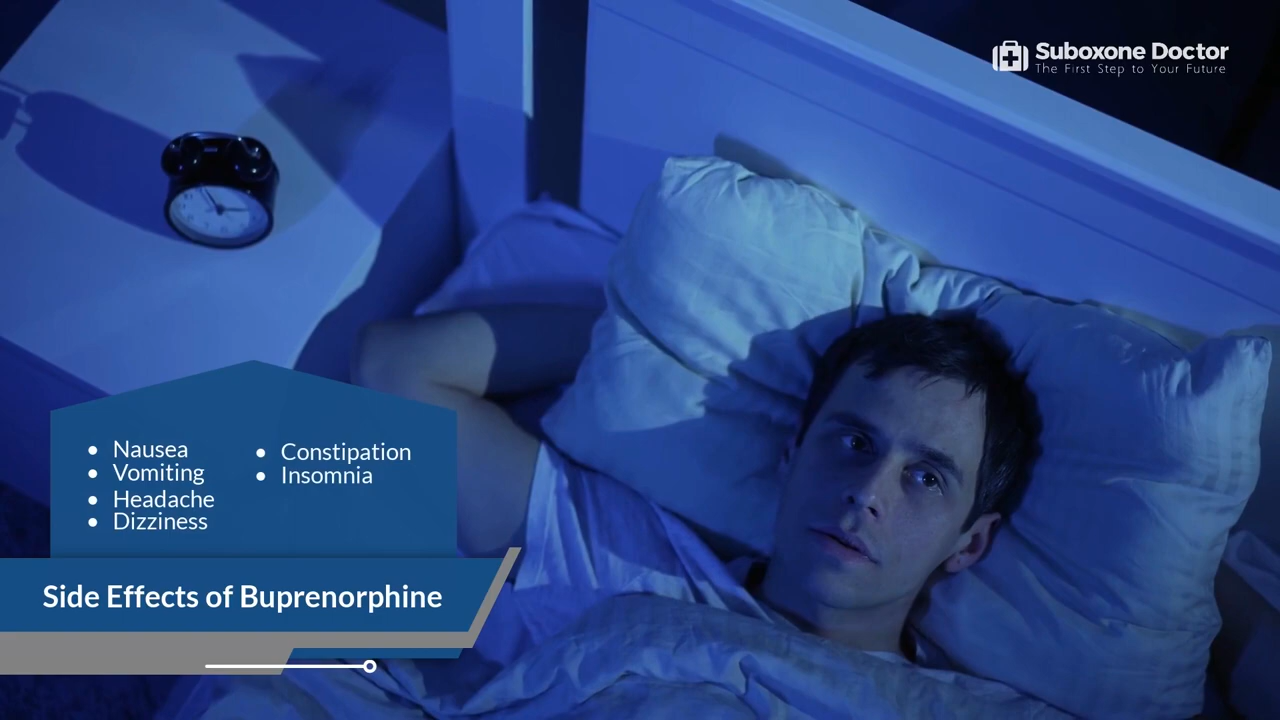 Suboxone Doctor
The First Step to Your Future
• Nausea
• Vomiting
• Headache
• Dizziness
• Constipation
• Insomnia
Side Effects of Buprenorphine